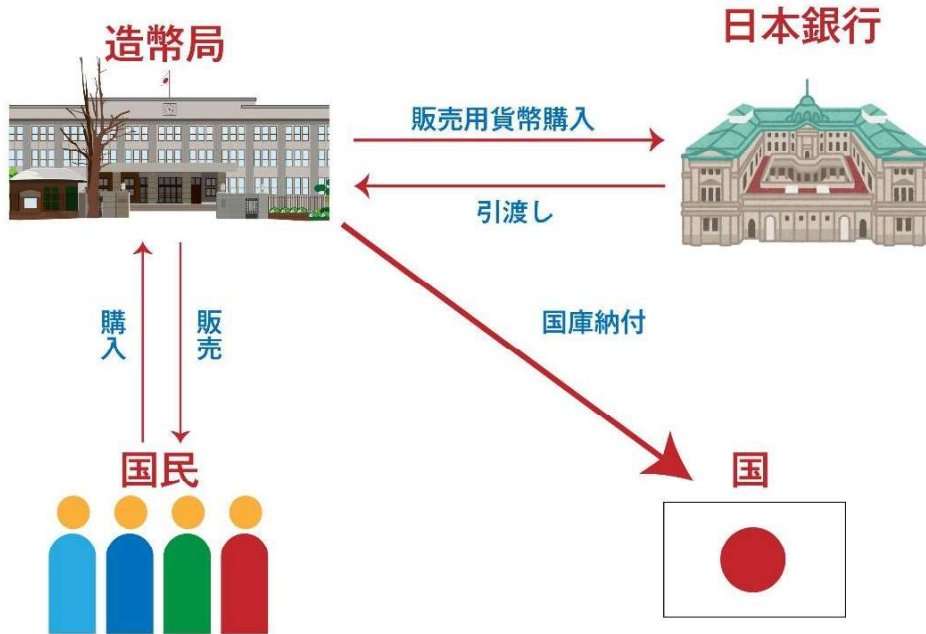 造幣局
日本銀行
販売用貨幣購入
引渡し
国庫納付
購入
販売
国民
国